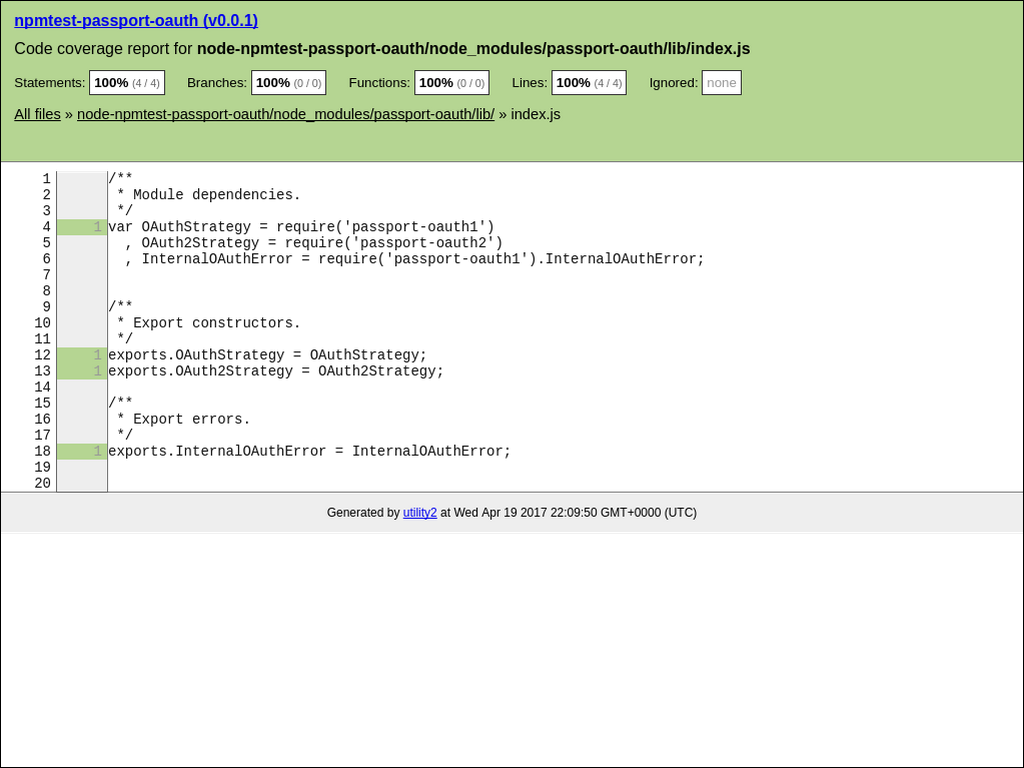 npmtest-passport-oauth (v0.0.1)
Code coverage report for node-npmtest-passport-oauth/node_modules/passport-oauth/lib/index.js
Statements: 100% (4 / 4) Branches: 100% (0 / 0) Functions: 100% (0 / 0) Lines: 100% (4 / 4) Ignored: none
All files » node-npmtest-passport-oauth/node_modules/passport-oauth/lib/ » index.js
1 /**
2  * Module dependencies.
3  */
4 1 var OAuthStrategy = require('passport-oauth1')
5   , OAuth2Strategy = require('passport-oauth2')
6   , InternalOAuthError = require('passport-oauth1').InternalOAuthError;
7
8
9 /**
10  * Export constructors.
11  */
12 1 exports.OAuthStrategy = OAuthStrategy;
13 1 exports.OAuth2Strategy = OAuth2Strategy;
14
15 /**
16  * Export errors.
17  */
18 1 exports.InternalOAuthError = InternalOAuthError;
19
20
Generated by utility2 at Wed Apr 19 2017 22:09:50 GMT+0000 (UTC)